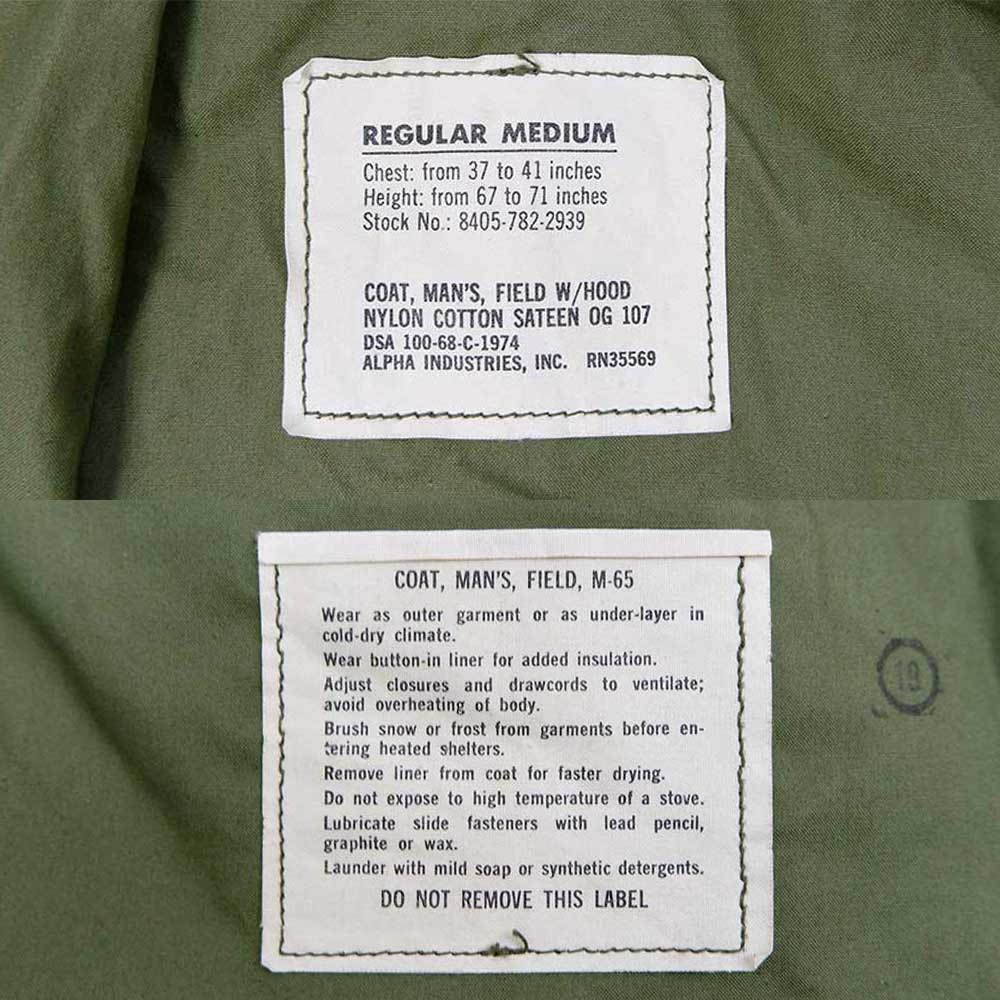 REGULAR MEDIUM
Chest: from 37 to 41 inches
Height: from 67 to 71 inches
Stock No.: 8405-782-2939
COAT, MAN'S, FIELD W/HOOD
NYLON COTTON SATEEN OG 107
DSA 100-68-C-1974
ALPHA INDUSTRIES, INC. RN35569
COAT, MAN'S, FIELD, M-65
Wear as outer garment or as under-layer in
cold-dry climate.
Wear button-in liner for added insulation.
Adjust closures and drawcords to ventilate;
avoid overheating of body.
Brush snow or frost from garments before en-
tering heated shelters.
Remove liner from coat for faster drying.
Do not expose to high temperature of a stove.
Lubricate slide fasteners with lead pencil,
graphite or wax.
Launder with mild soap or synthetic detergents.
DO NOT REMOVE THIS LABEL
19